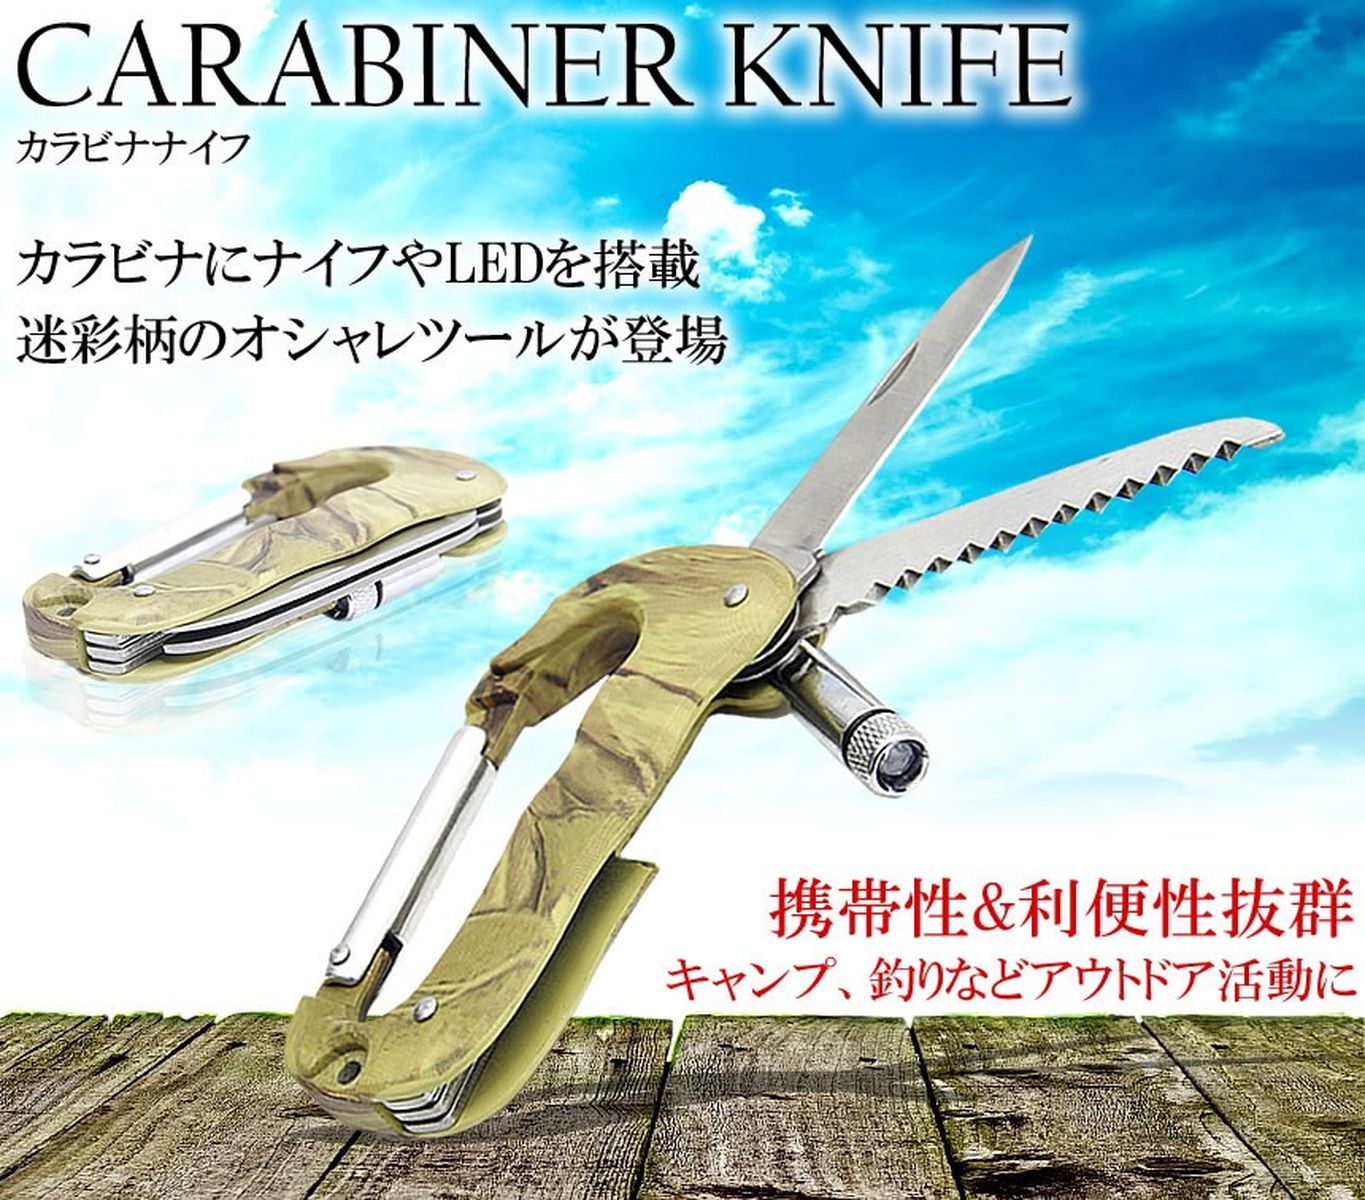 CARABINER KNIFE
カラビナナイフ
カラビナにナイフやLEDを搭載
迷彩柄のオシャレツールが登場
携帯性&利便性抜群
キャンプ、釣りなどアウトドア活動に